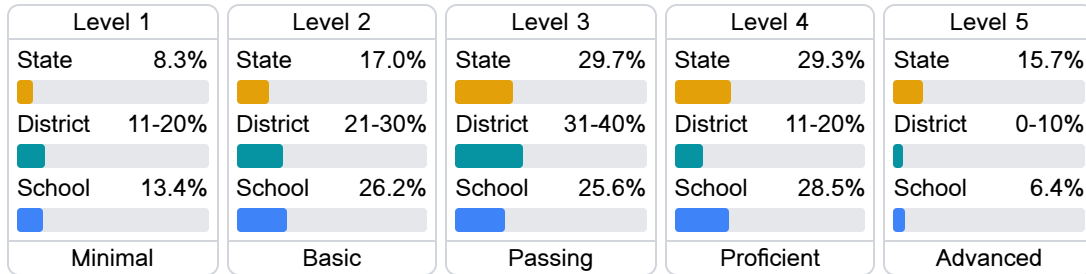 Level 1
State 8.3%
District 11-20%
School 13.4%
Minimal
Level 2
State 17.0%
District 21-30%
School 26.2%
Basic
Level 3
State 29.7%
District 31-40%
School 25.6%
Passing
Level 4
State 29.3%
District 11-20%
School 28.5%
Proficient
Level 5
State 15.7%
District 0-10%
School 6.4%
Advanced